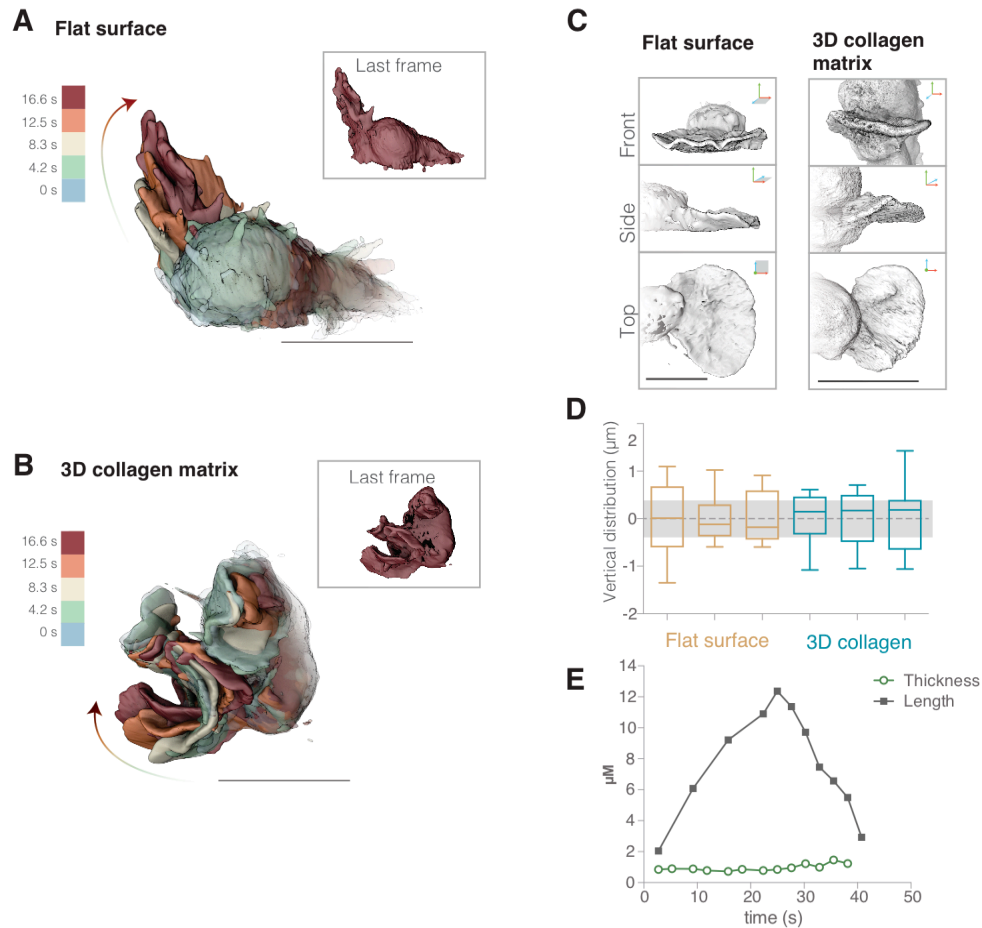 A
Flat surface
Last frame
16.6 s
12.5 s
8.3 s
4.2 s
0 s
B
3D collagen matrix
Last frame
16.6 s
12.5 s
8.3 s
4.2 s
0 s
C
Flat surface
3D collagen
matrix
Front
Side
Top
D
Vertical distribution (µm)
2
1
0
-1
-2
Flat surface
3D collagen
E
Thickness
Length
µM
14
12
10
8
6
4
2
0
0
10
20
30
40
50
time (s)